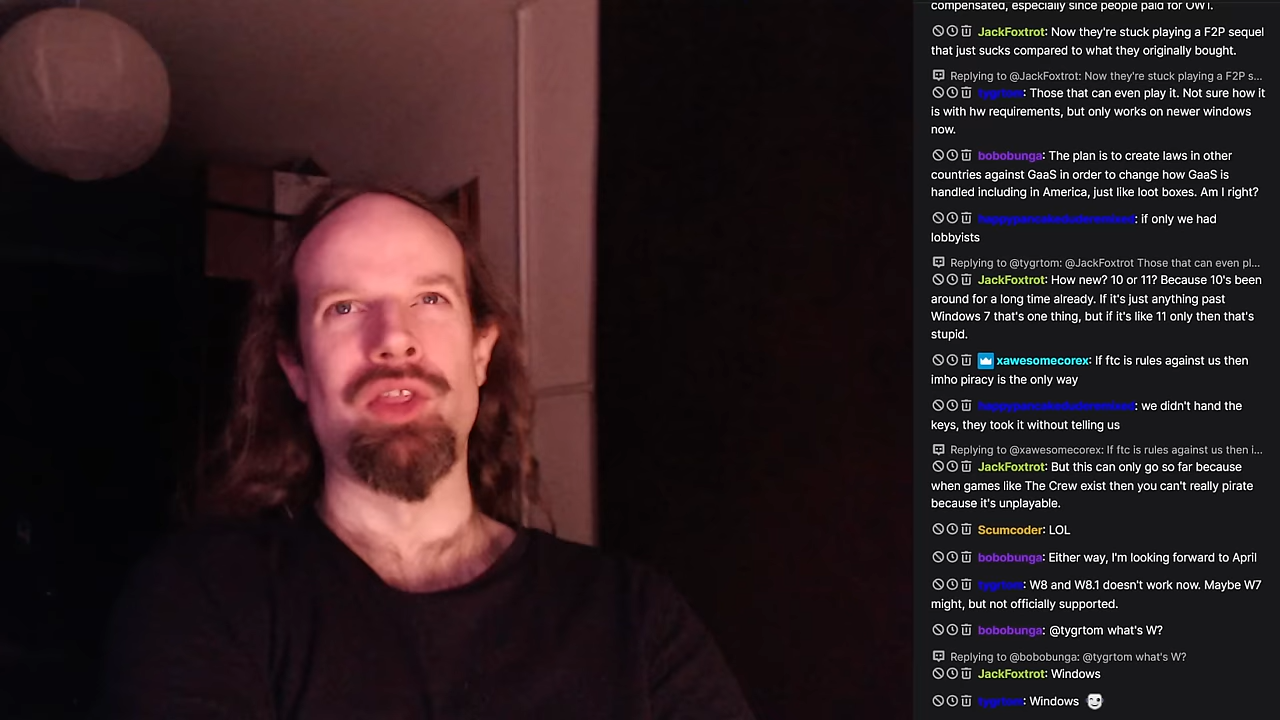 compensated, especially since people paid for OW1.
JackFoxtrot: Now they're stuck playing a F2P sequel
that just sucks compared to what they originally bought.
Replying to @JackFoxtrot: Now they're stuck playing a F2P s...
tygrtom: Those that can even play it. Not sure how it
is with hw requirements, but only works on newer windows
now.
bobobunga: The plan is to create laws in other
countries against GaaS in order to change how GaaS is
handled including in America, just like loot boxes. Am I right?
: if only we had
lobbyists
Replying to @tygrtom: @JackFoxtrot Those that can even pl...
JackFoxtrot: How new? 10 or 11? Because 10's been
around for a long time already. If it's just anything past
Windows 7 that's one thing, but if it's like 11 only then that's
stupid.
xawesomecorex: If ftc is rules against us then
imho piracy is the only way
: we didn't hand the
keys, they took it without telling us
Replying to @xawesomecorex: If ftc is rules against us then i...
JackFoxtrot: But this can only go so far because
when games like The Crew exist then you can't really pirate
because it's unplayable.
Scumcoder: LOL
bobobunga: Either way, I'm looking forward to April
tygrtom: W8 and W8.1 doesn't work now. Maybe W7
might, but not officially supported.
bobobunga: @tygrtom what's W?
Replying to @bobobunga: @tygrtom what's W?
JackFoxtrot: Windows
tygrtom: Windows